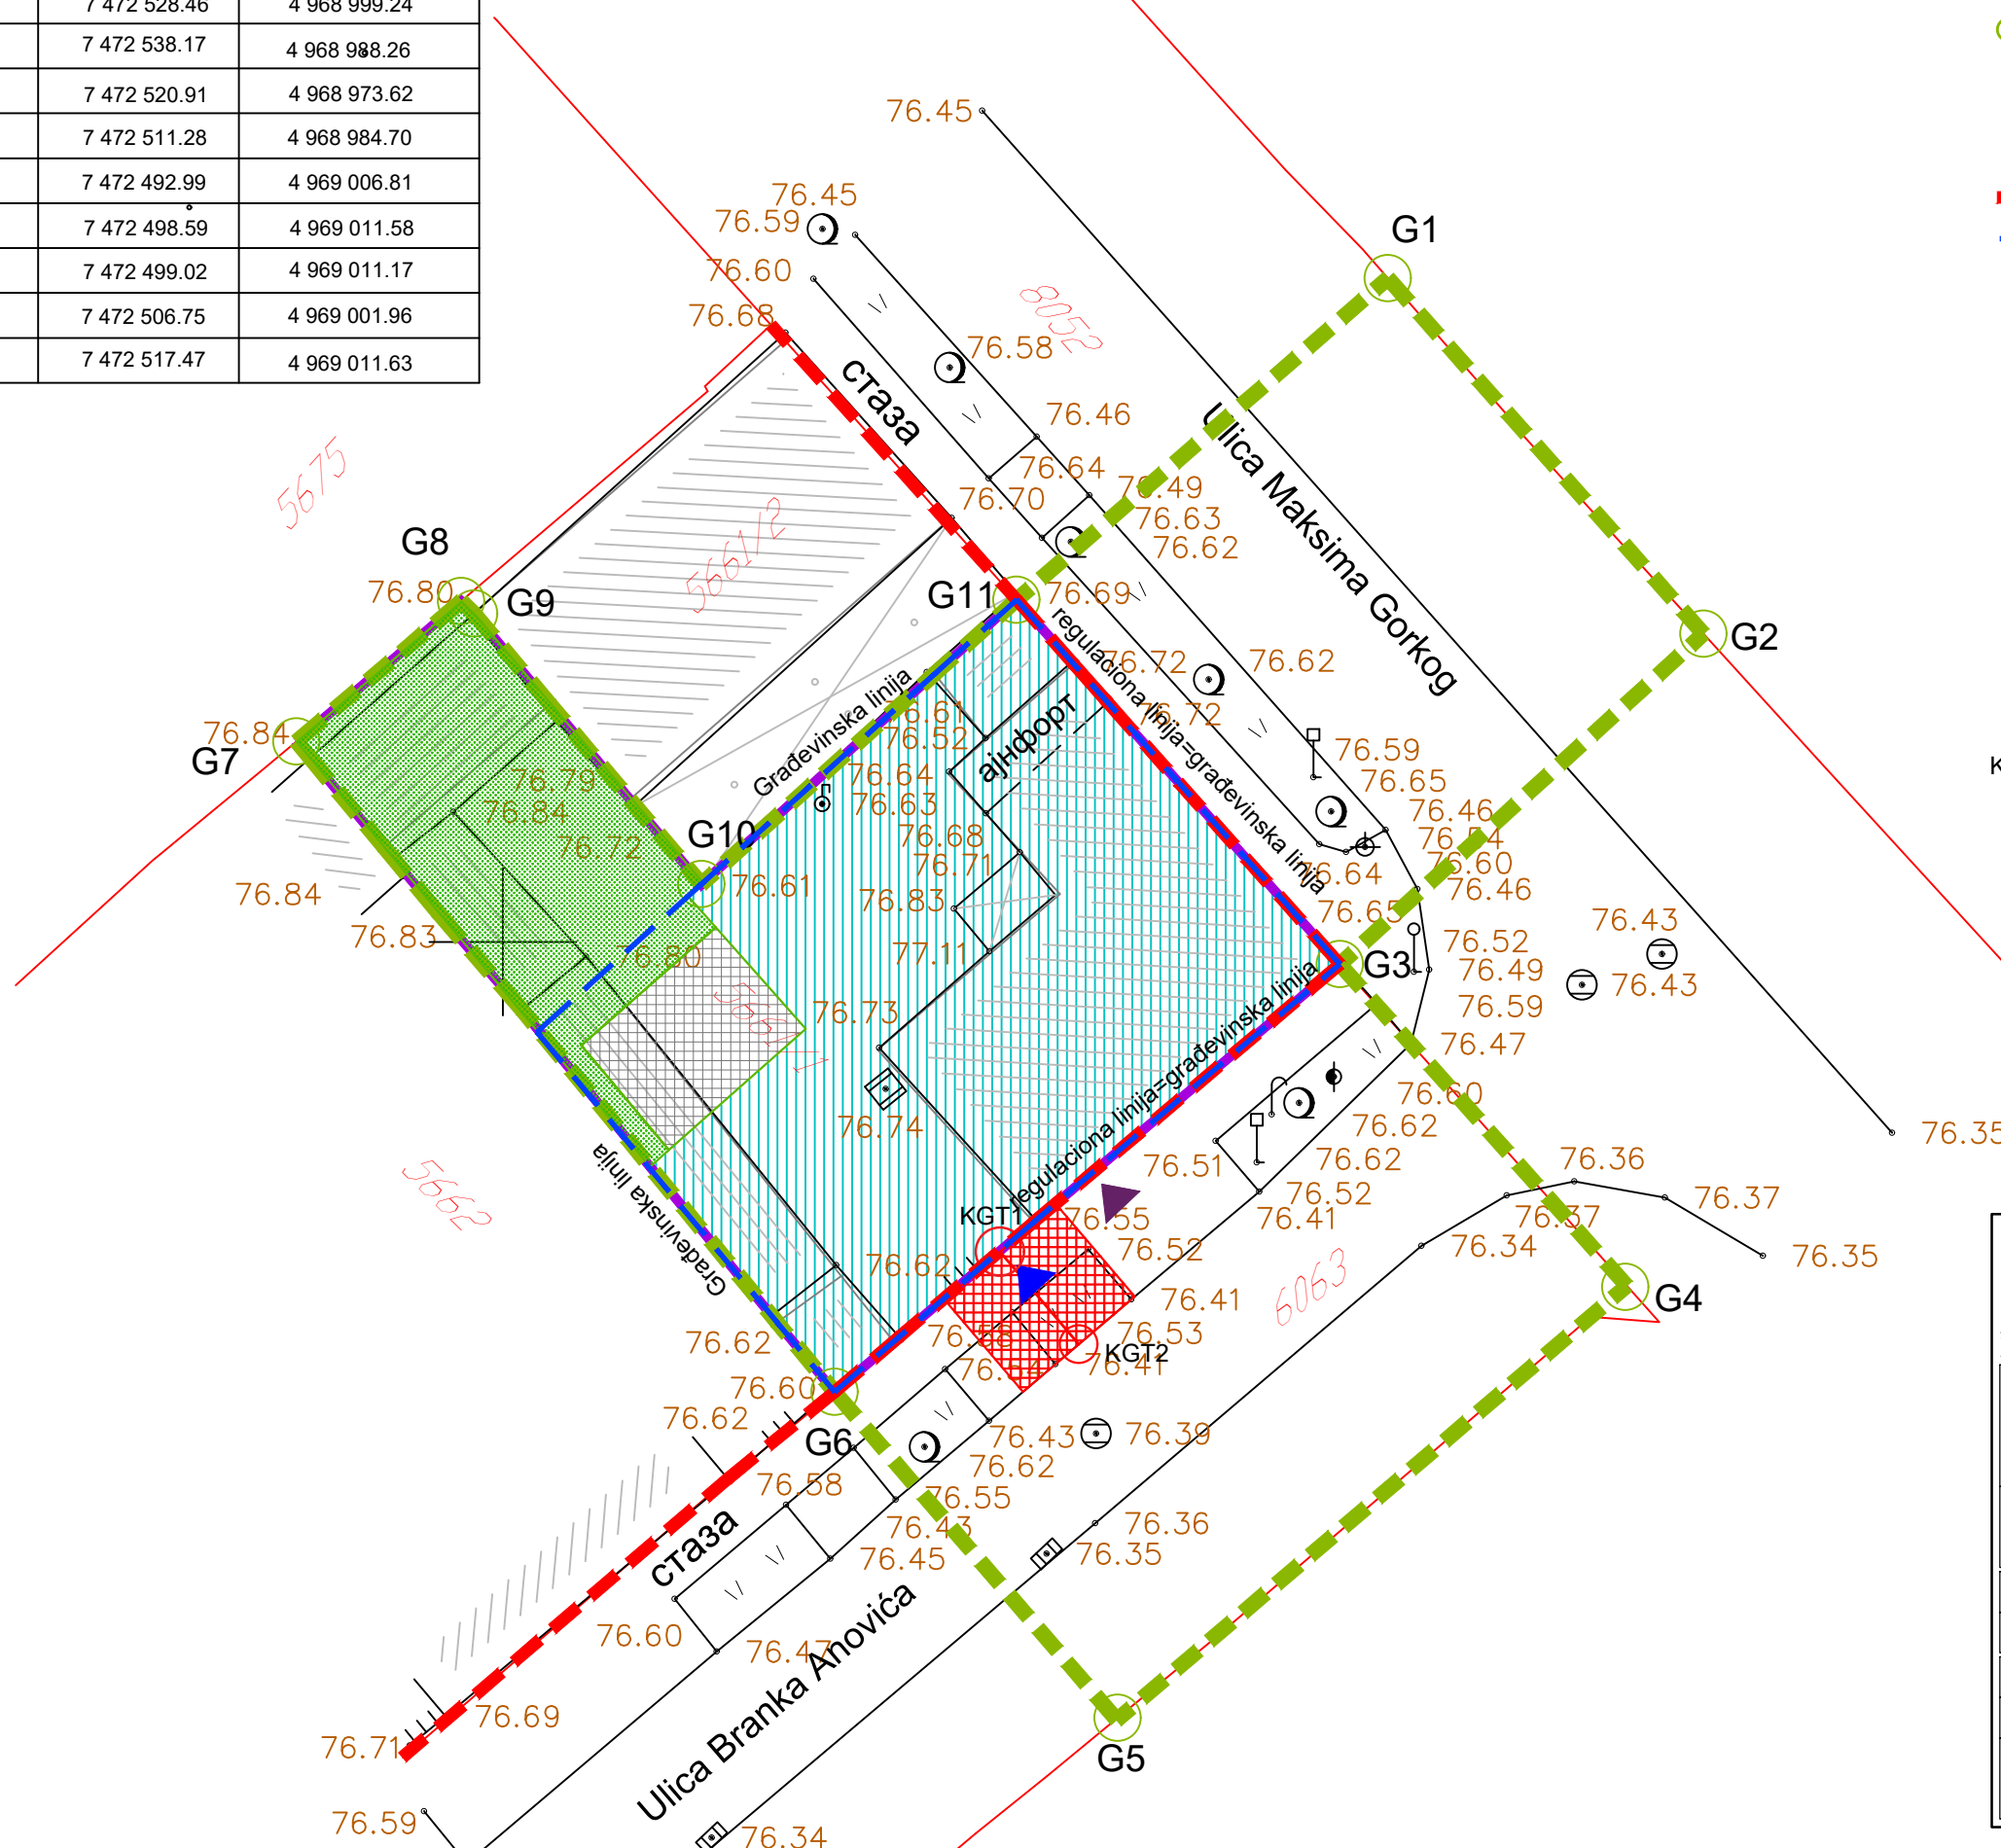 7 472 528.46 4 968 999.24
7 472 538.17 4 968 988.26
7 472 520.91 4 968 973.62
7 472 511.28 4 968 984.70
7 472 492.99 4 969 006.81
7 472 498.59 4 969 011.58
7 472 499.02 4 969 011.17
7 472 506.75 4 969 001.96
7 472 517.47 4 969 011.63
76.45
76.45
76.59
76.60
76.68
G1
8052
76.58
стаза
76.46
76.64
76.70
76.49
76.63
76.62
Ulica Maksima Gorkog
5675
5661/2
G8
76.80
G9
G11
76.69
G2
76.72
76.62
76.72
regulaciona linija=građevinska linija
Građevinska linija
76.84
G7
76.61
76.52
ајнфорт
76.64
76.63
76.68
76.71
76.79
76.84
76.72
G10
76.61
76.59
76.65
76.46
76.54
76.60
76.46
76.64
76.65
76.84
76.83
76.83
77.11
76.80
G3
76.52
76.49
76.59
76.43
76.43
76.73
76.47
76.74
regulaciona linija=građevinska linija
76.60
76.62
76.62
76.52
76.51
76.41
76.35
76.36
76.37
76.37
76.34
76.35
5662
Građevinska linija
KGT1
76.55
76.52
76.62
76.41
76.53
76.41
KGT2
6063
G4
76.58
76.62
76.60
76.62
G6
76.43
76.62
76.39
76.58
76.55
76.43
76.45
76.36
76.35
стаза
76.60
76.47
Ulica Branka Anovića
76.69
76.71
G5
76.59
76.34